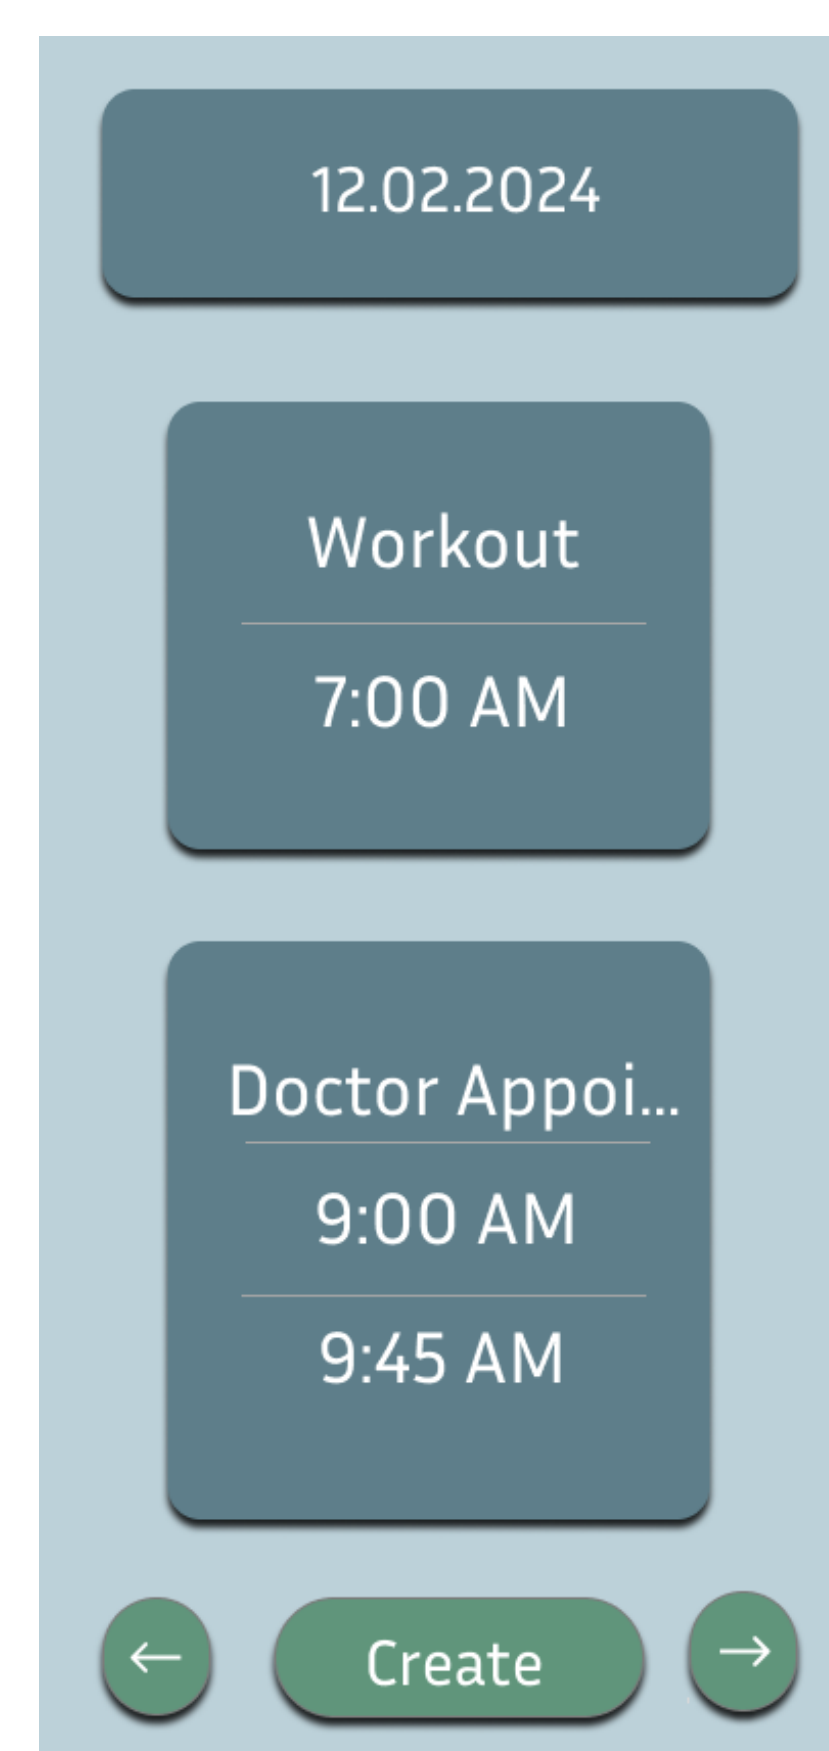 12.02.2024
Workout
7:00 AM
Doctor Appoi...
9:00 AM
9:45 AM
← Create →